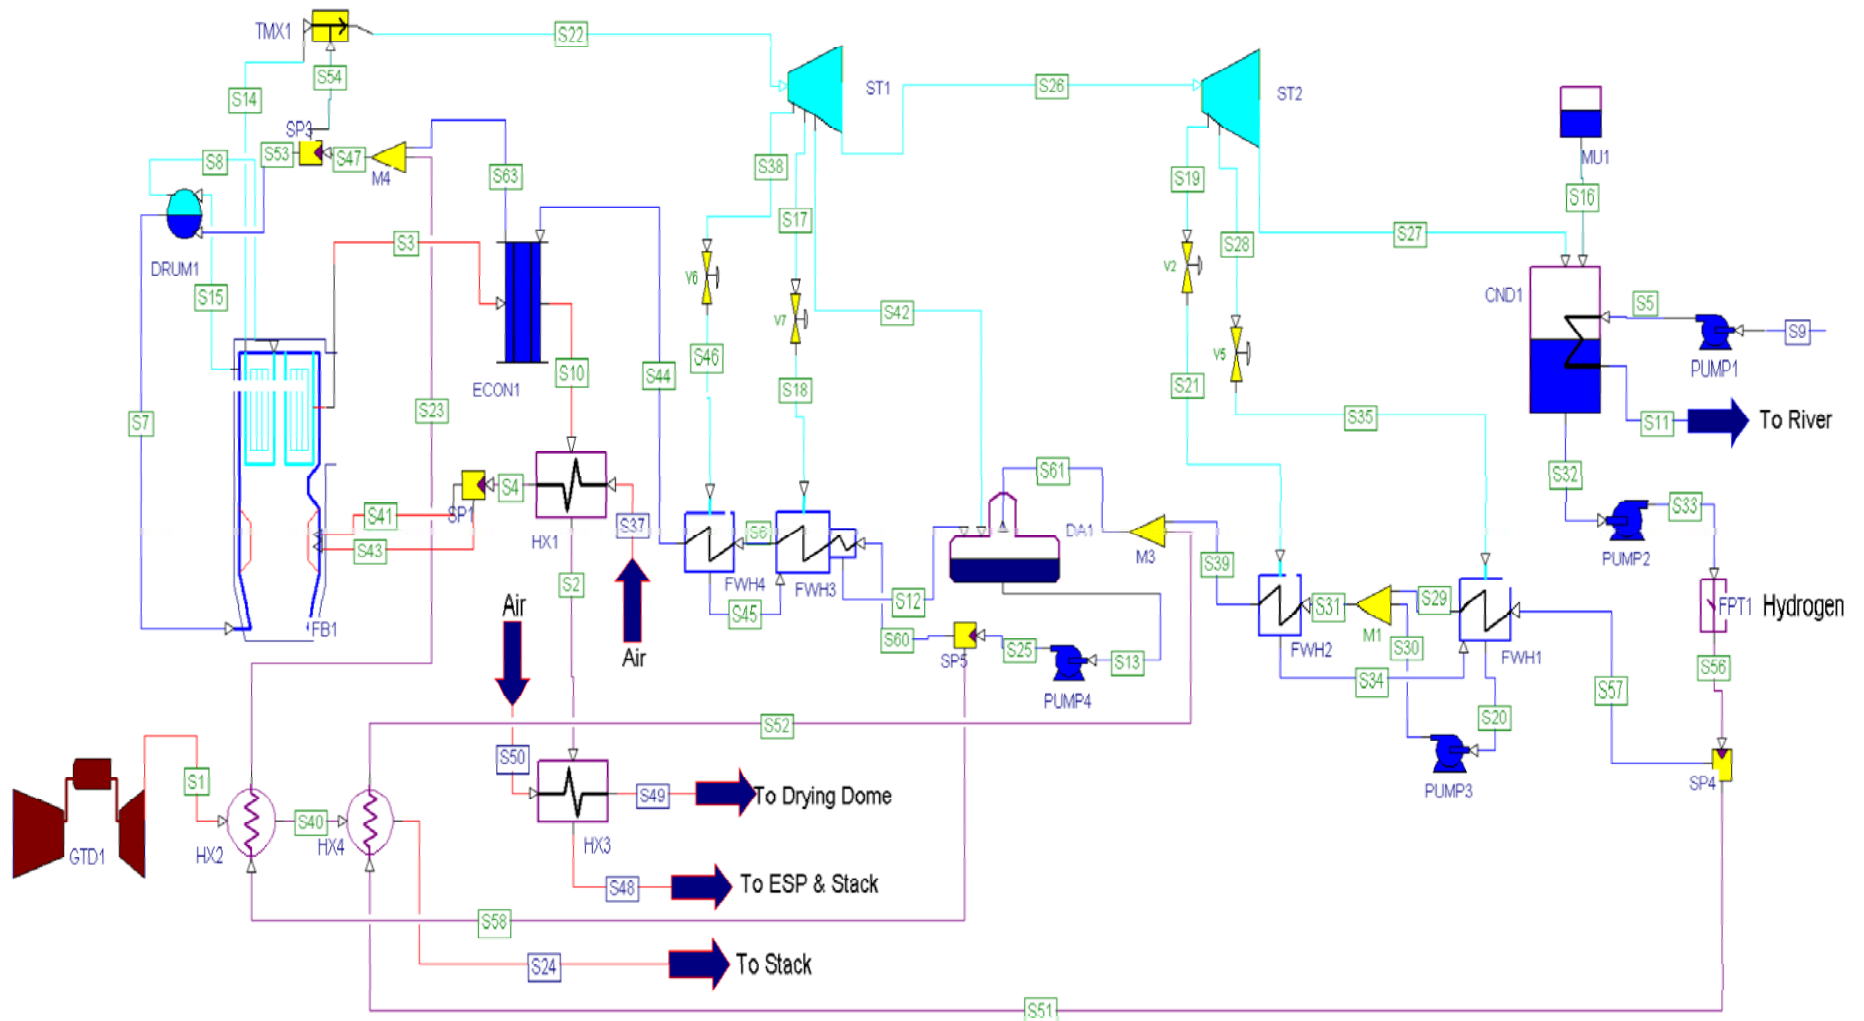 TMX1
S22
S54
S14
SP3
S53
S47
M4
S8
S63
ST1
S26
ST2
MU1
S38
S16
S19
S17
S28
S27
S3
DRUM1
S15
V6
V2
CND1
S5
S9
PUMP1
V7
S42
S46
V5
ECON1
S10
S44
S18
S21
S7
S23
S35
S11
To River
S4
SP1
S41
S37
S61
S32
S33
S43
HX1
S6
DA1
M3
PUMP2
FWH4
FWH3
S39
S2
S12
S31
S29
FPT1
Hydrogen
Air
S45
M1
FB1
Air
S60
SP5
S25
S13
FWH2
S30
FWH1
S56
PUMP4
S34
S57
S52
S20
S50
S1
S49
To Drying Dome
PUMP3
SP4
S40
GTD1
HX2
HX4
HX3
S48
To ESP & Stack
S58
S24
To Stack
S51